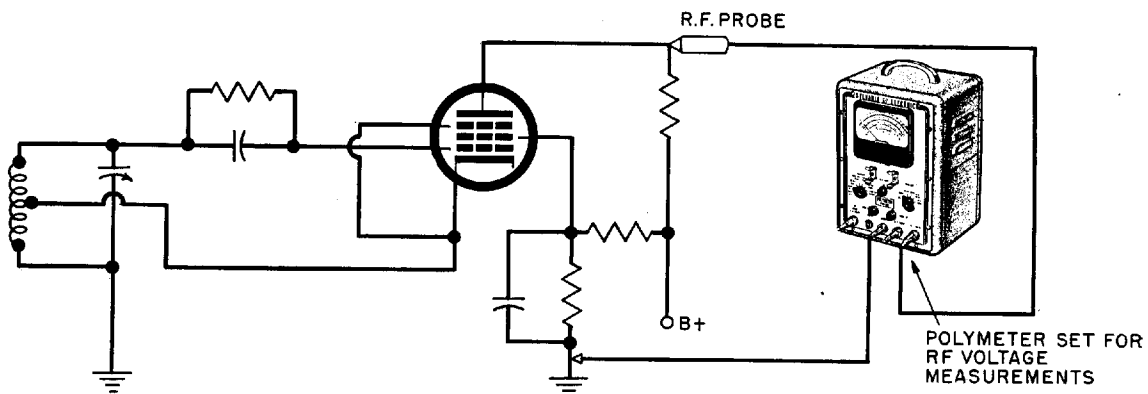 R.F. PROBE
B+
POLYMETER SET FOR
RF VOLTAGE
MEASUREMENTS